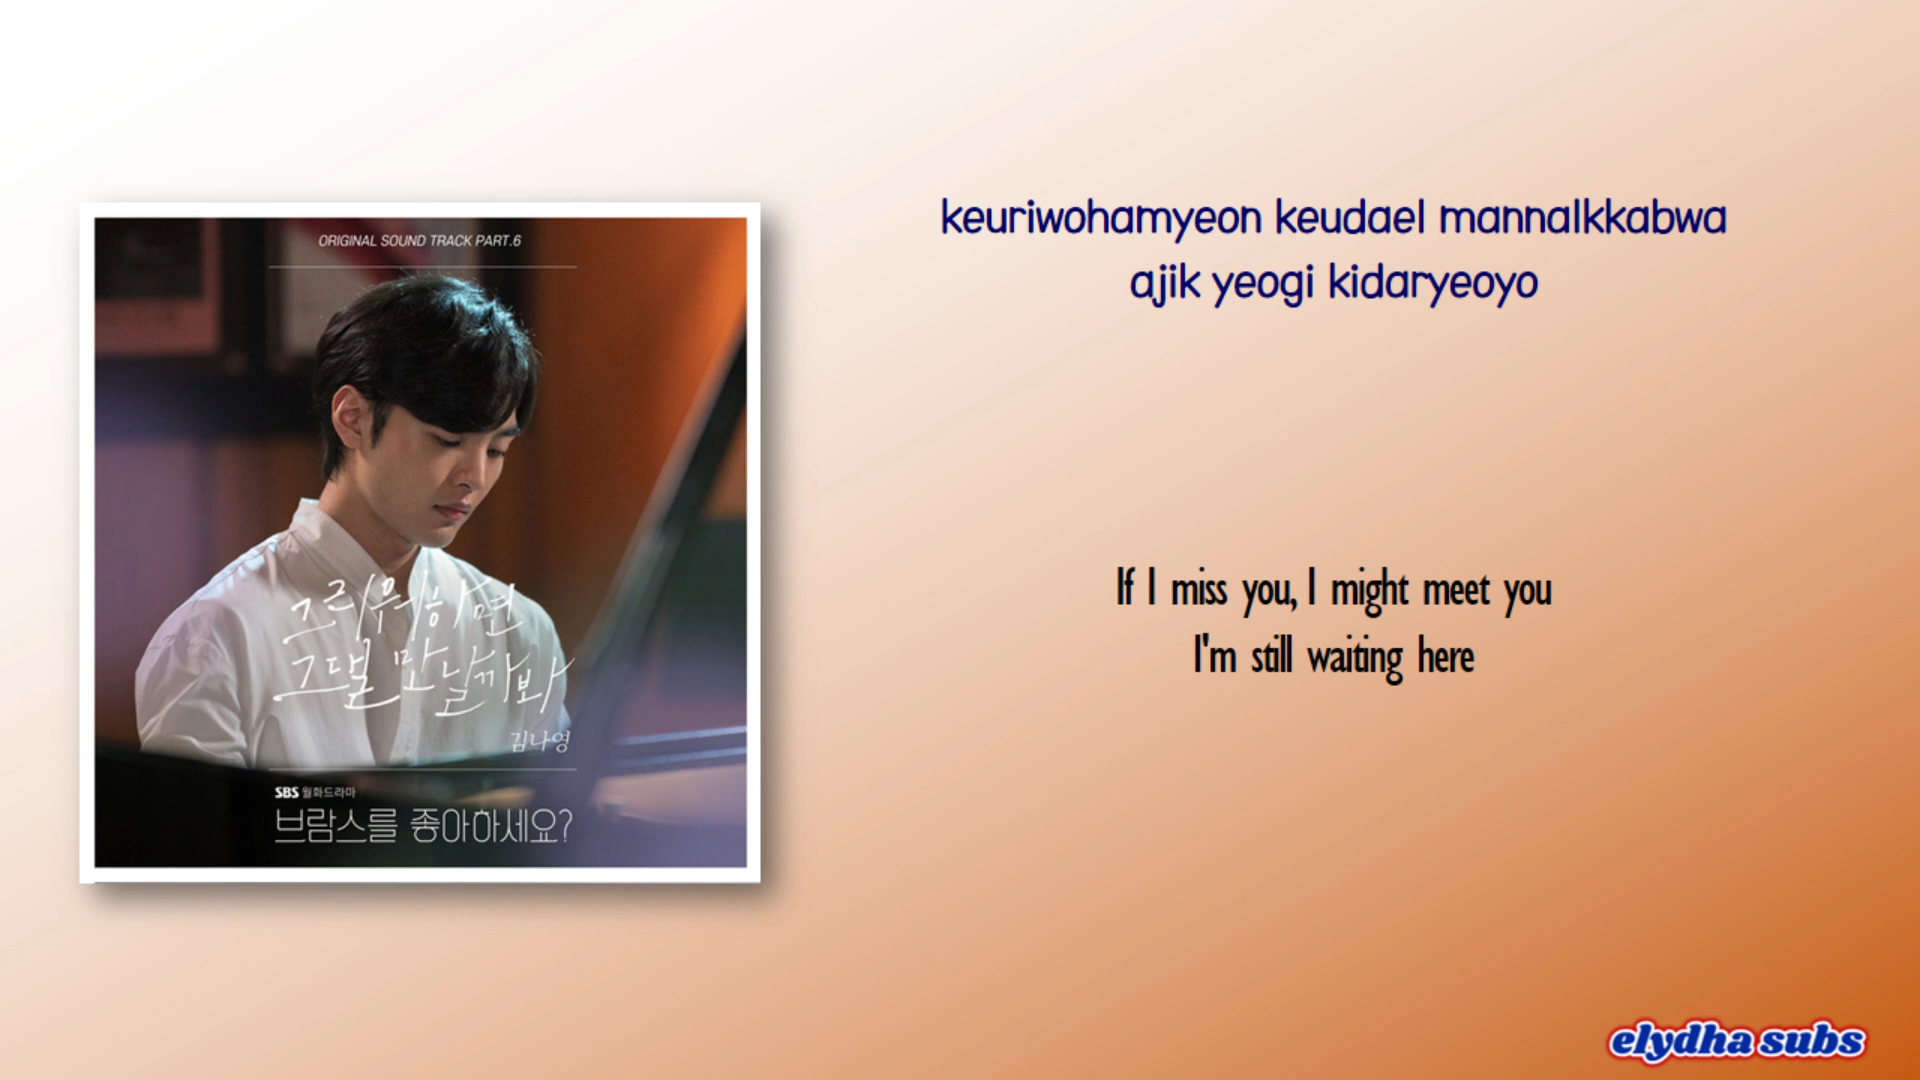 ORIGINAL SOUND TRACK PART.6
그리워하면
그댈 만날까봐
김나영
SBS 월화드라마
브람스를 좋아하세요?
keuriwohamyeon keudael mannalkkabwa
ajik yeogi kidaryeoyo
If I miss you, I might meet you
I'm still waiting here
elydha subs